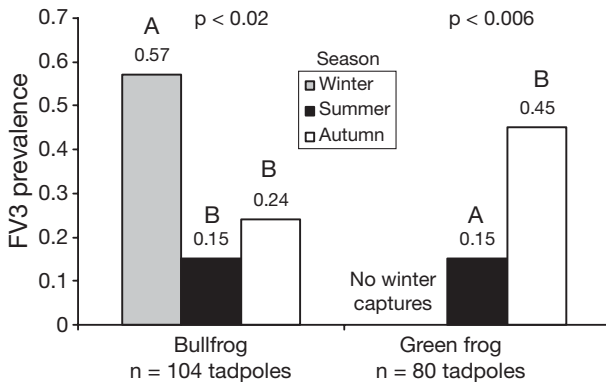 p < 0.02
p < 0.006
FV3 prevalence
0.7
0.6
0.5
0.4
0.3
0.2
0.1
0
A
0.57
B
0.15
B
0.24
Season
Winter
Summer
Autumn
No winter
captures
A
0.15
B
0.45
Bullfrog
n = 104 tadpoles
Green frog
n = 80 tadpoles